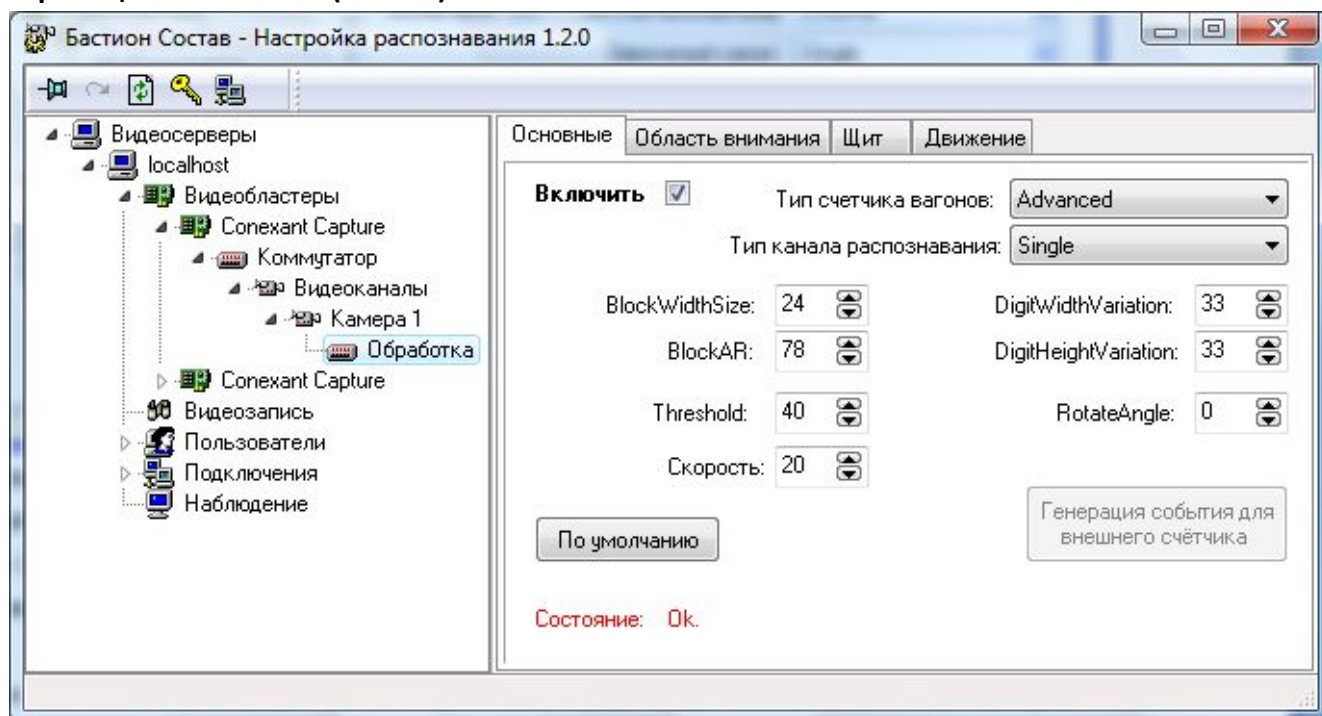 Бастион Состав - Настройка распознавания 1.2.0
Видеосерверы
localhost
Видеобластеры
Conexant Capture
Коммутатор
Видеоканалы
Камера 1
Обработка
Conexant Capture
Видеозапись
Пользователи
Подключения
Наблюдение
Основные Область внимания Щит Движение
Включить Тип счетчика вагонов: Advanced
Тип канала распознавания: Single
BlockWidthSize: 24 DigitWidthVariation: 33
BlockAR: 78 DigitHeightVariation: 33
Threshold: 40 RotateAngle: 0
Скорость: 20
Генерация события для
внешнего счётчика
По умолчанию
Состояние: Ok.